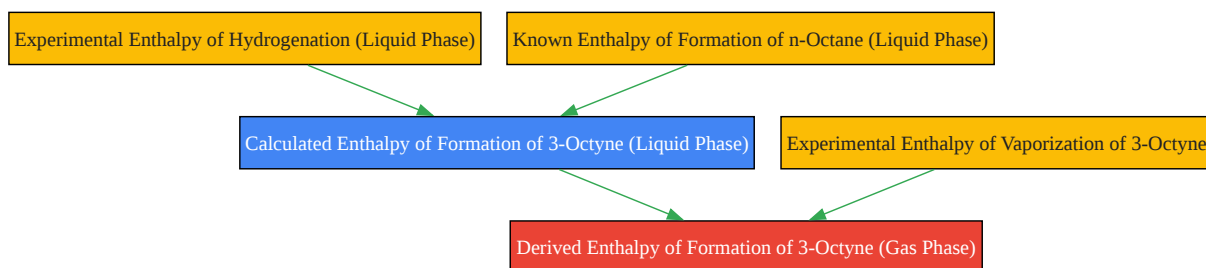 Experimental Enthalpy of Hydrogenation (Liquid Phase)
Known Enthalpy of Formation of n-Octane (Liquid Phase)
Calculated Enthalpy of Formation of 3-Octyne (Liquid Phase)
Experimental Enthalpy of Vaporization of 3-Octyne
Derived Enthalpy of Formation of 3-Octyne (Gas Phase)